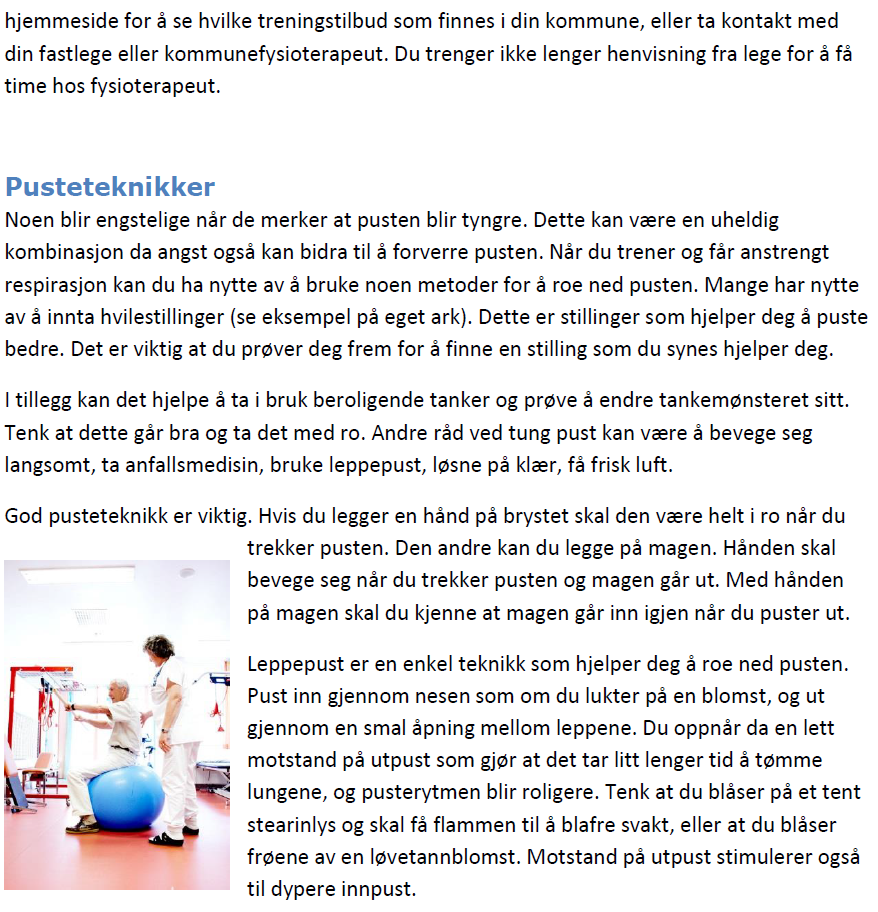 hjemmeside for å se hvilke treningstilbud som finnes i din kommune, eller ta kontakt med
din fastlege eller kommunefysioterapeut. Du trenger ikke lenger henvisning fra lege for å få
time hos fysioterapeut.
Pusteteknikker
Noen blir engstelige når de merker at pusten blir tyngre. Dette kan være en uheldig
kombinasjon da angst også kan bidra til å forverre pusten. Når du trener og får anstrengt
respirasjon kan du ha nytte av å bruke noen metoder for å roe ned pusten. Mange har nytte
av å innta hvilestillinger (se eksempel på eget ark). Dette er stillinger som hjelper deg å puste
bedre. Det er viktig at du prøver deg frem for å finne en stilling som du synes hjelper deg.
I tillegg kan det hjelpe å ta i bruk beroligende tanker og prøve å endre tankemønsteret sitt.
Tenk at dette går bra og ta det med ro. Andre råd ved tung pust kan være å bevege seg
langsomt, ta anfallsmedisin, bruke leppepust, løsne på klær, få frisk luft.
God pusteteknikk er viktig. Hvis du legger en hånd på brystet skal den være helt i ro når du
trekker pusten. Den andre kan du legge på magen. Hånden skal
bevege seg når du trekker pusten og magen går ut. Med hånden
på magen skal du kjenne at magen går inn igjen når du puster ut.
Leppepust er en enkel teknikk som hjelper deg å roe ned pusten.
Pust inn gjennom nesen som om du lukter på en blomst, og ut
gjennom en smal åpning mellom leppene. Du oppnår da en lett
motstand på utpust som gjør at det tar litt lenger tid å tømme
lungene, og pusterytmen blir roligere. Tenk at du blåser på et tent
stearinlys og skal få flammen til å blafre svakt, eller at du blåser
frøene av en løvetannblomst. Motstand på utpust stimulerer også
til dypere innpust.